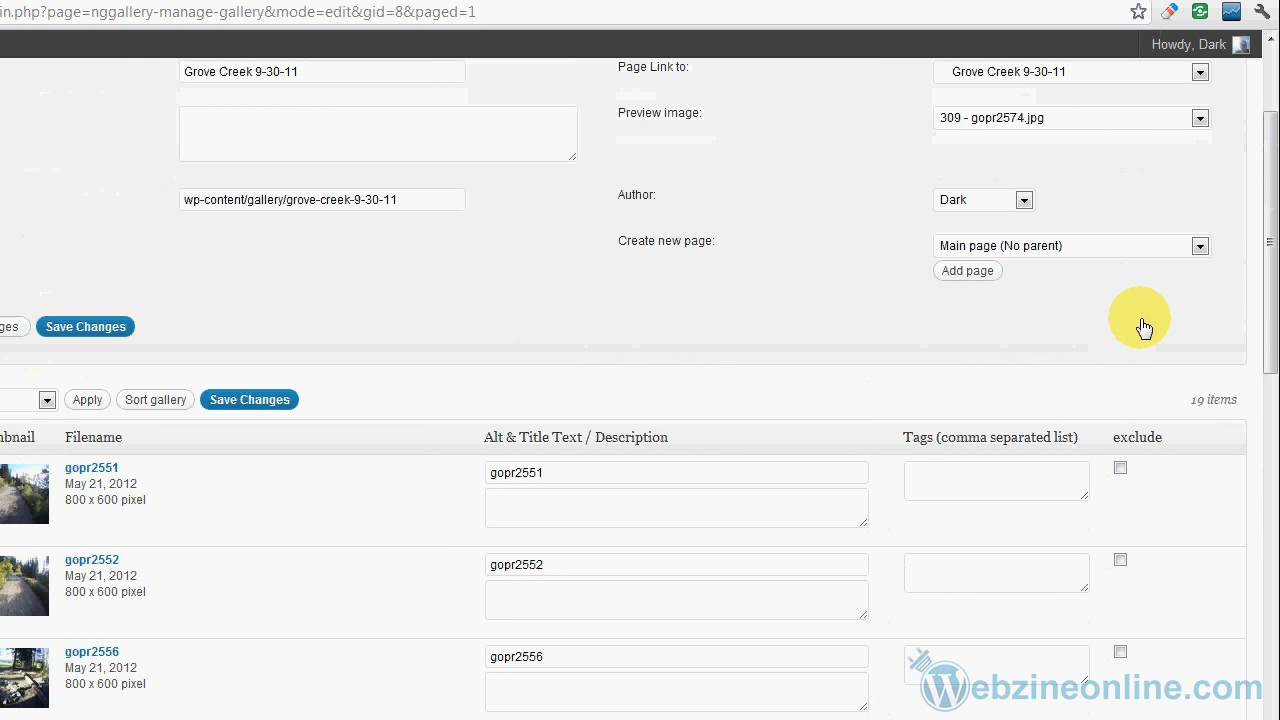 in.php?page=nggallery-manage-gallery&mode=edit&gid=8&paged=1
Howdy, Dark
Grove Creek 9-30-11
Page Link to:
Grove Creek 9-30-11
Preview image:
309 - gopr2574.jpg
wp-content/gallery/grove-creek-9-30-11
Author:
Dark
Create new page:
Main page (No parent)
Add page
ges
Save Changes
Apply
Sort gallery
Save Changes
19 items
mbnail
Filename
Alt & Title Text / Description
Tags (comma separated list)
exclude
gopr2551
May 21, 2012
800 x 600 pixel
gopr2551
gopr2552
May 21, 2012
800 x 600 pixel
gopr2552
gopr2556
May 21, 2012
800 x 600 pixel
gopr2556
Webzineonline.com